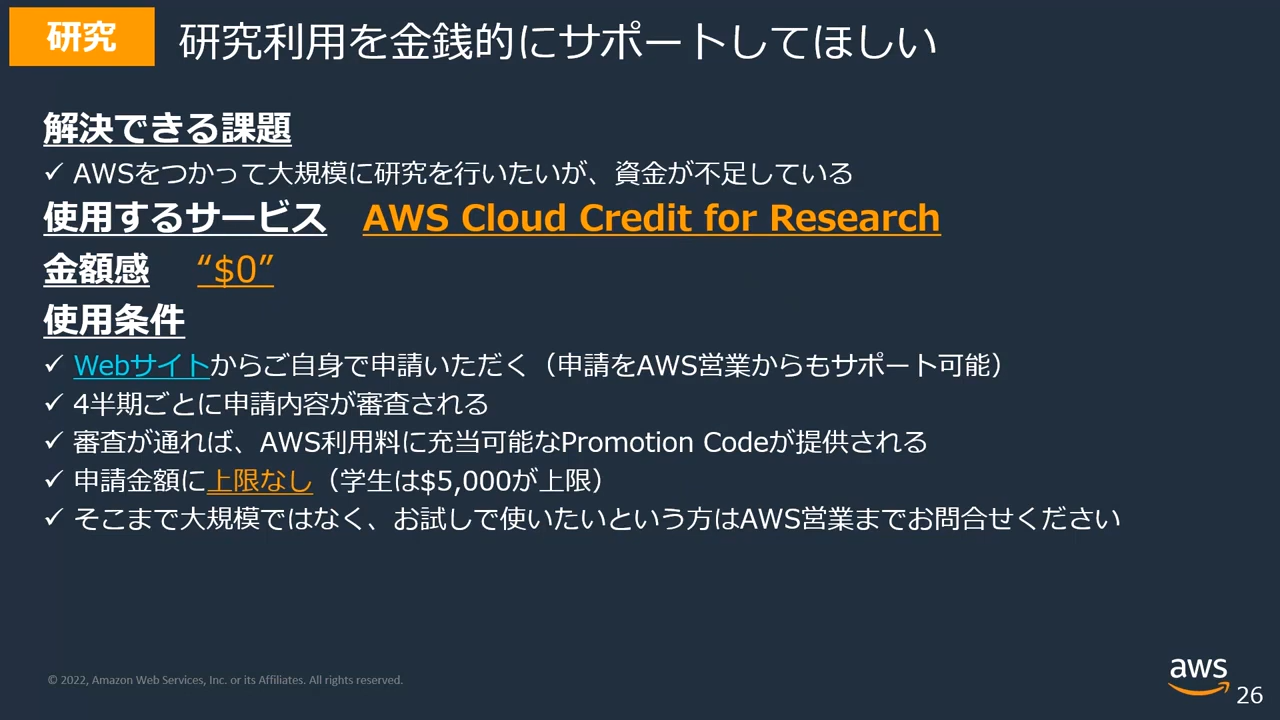 研究
研究利用を金銭的にサポートしてほしい
解決できる課題
✓ AWSをつかって大規模に研究を行いたいが、資金が不足している
使用するサービス AWS Cloud Credit for Research
金額感 “$0”
使用条件
✓ Webサイトからご自身で申請いただく（申請をAWS営業からもサポート可能）
✓ 4半期ごとに申請内容が審査される
✓ 審査が通れば、AWS利用料に充当可能なPromotion Codeが提供される
✓ 申請金額に上限なし（学生は$5,000が上限）
✓ そこまで大規模ではなく、お試しで使いたいという方はAWS営業までお問合せください
© 2022, Amazon Web Services, Inc. or its Affiliates. All rights reserved.
aws
26